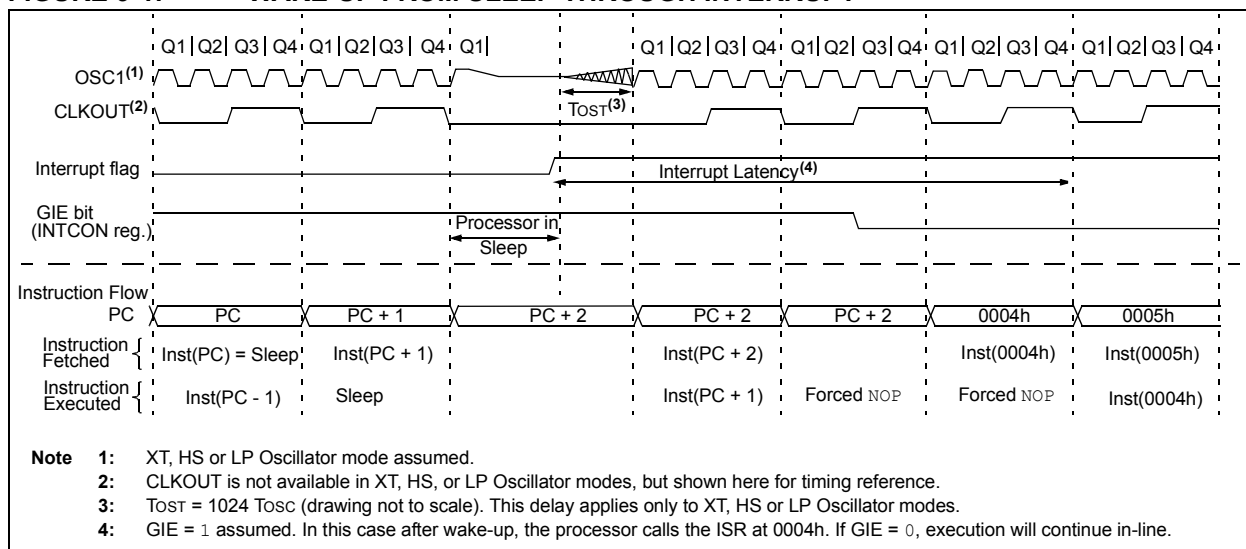 FIGURE WAKE-UP FROM SLEEP THROUGH INTERRUPT
Q1 Q2 Q3 Q4 Q1 Q2 Q3 Q4 Q1 Q1 Q2 Q3 Q4 Q1 Q2 Q3 Q4 Q1 Q2 Q3 Q4 Q1 Q2 Q3 Q4
OSC1(1)
TOST(3)
CLKOUT(2)
Interrupt flag
Interrupt Latency(4)
GIE bit
(INTCON reg.)
Processor in
Sleep
Instruction Flow
PC PC PC + 1 PC + 2 PC + 2 PC + 2 0004h 0005h
Instruction
Fetched
Inst(PC) = Sleep Inst(PC + 1) Inst(PC + 2) Inst(0004h) Inst(0005h)
Instruction
Executed
Inst(PC - 1) Sleep Inst(PC + 1) Forced NOP Forced NOP Inst(0004h)
Note 1: XT, HS or LP Oscillator mode assumed.
2: CLKOUT is not available in XT, HS, or LP Oscillator modes, but shown here for timing reference.
3: TOST = 1024 TOSC (drawing not to scale). This delay applies only to XT, HS or LP Oscillator modes.
4: GIE = 1 assumed. In this case after wake-up, the processor calls the ISR at 0004h. If GIE = 0, execution will continue in-line.